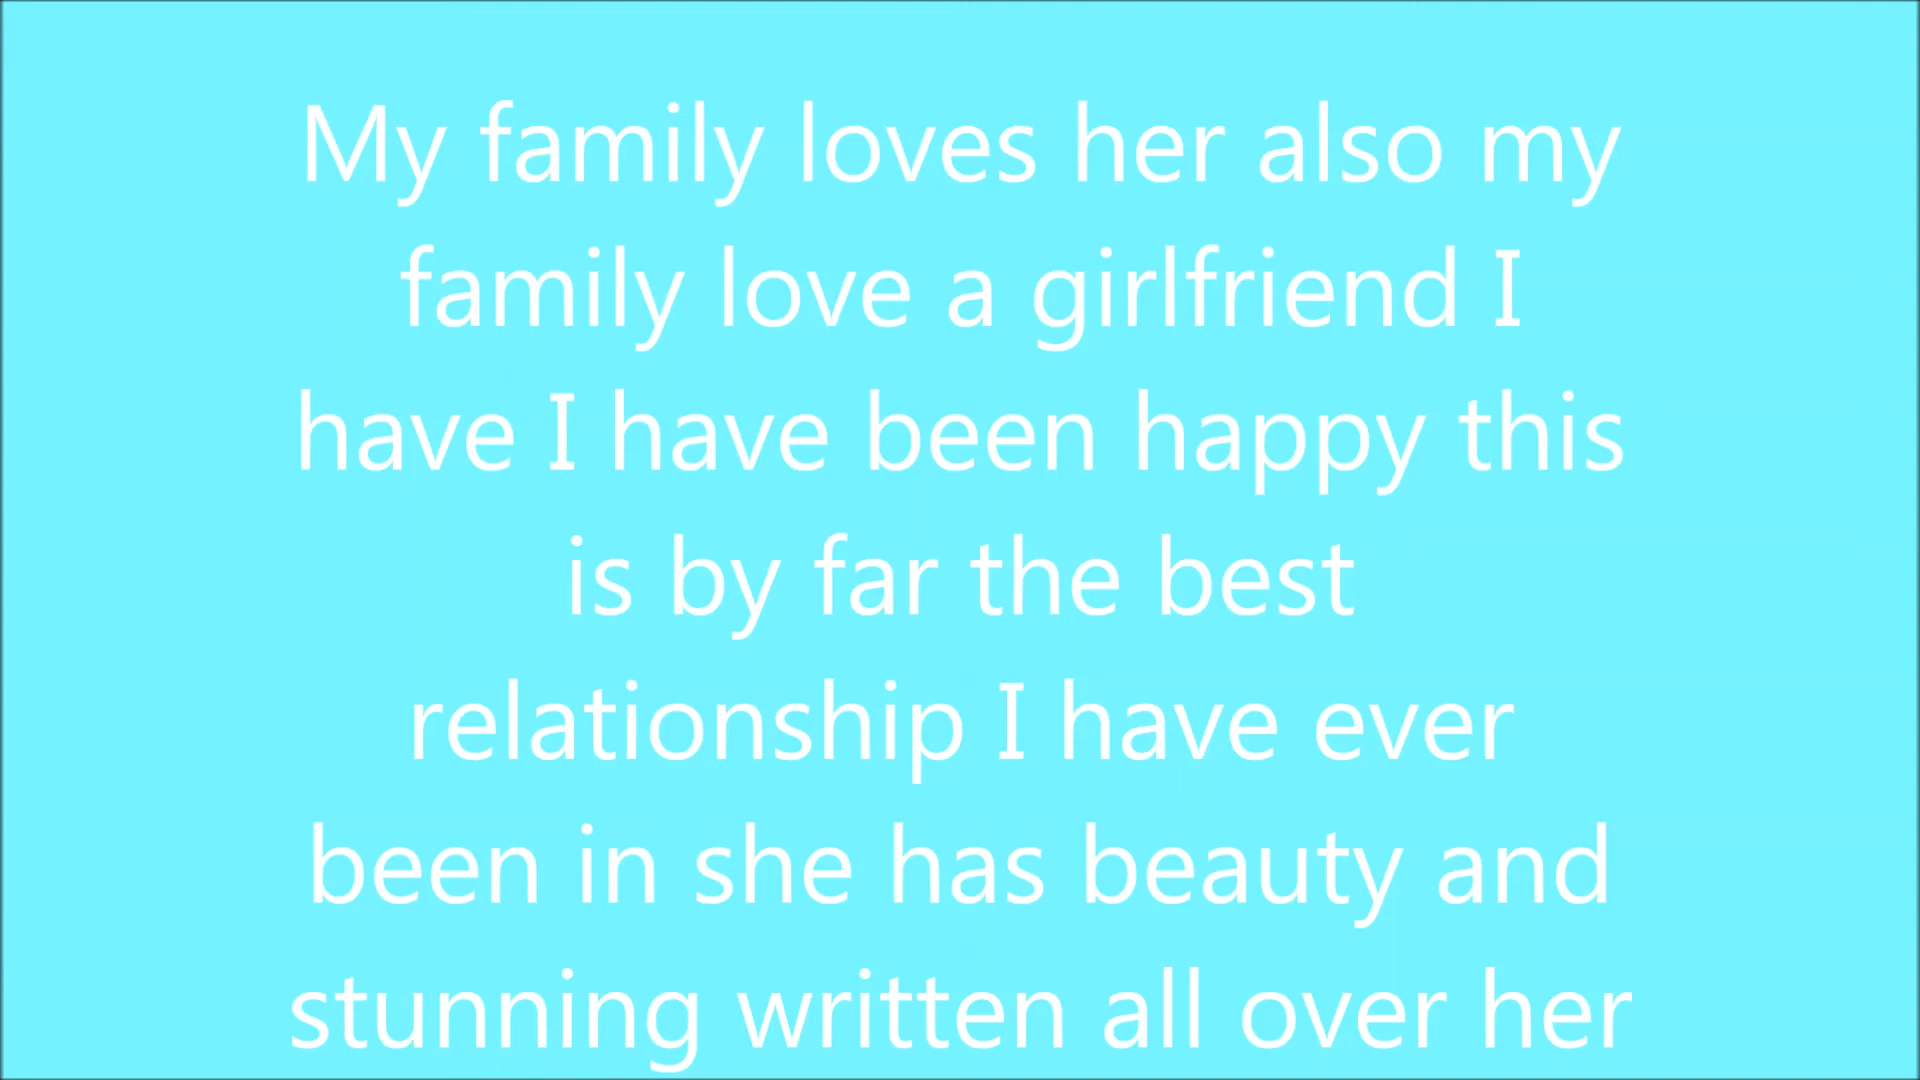 My family loves her also my
family love a girlfriend I
have I have been happy this
is by far the best
relationship I have ever
been in she has beauty and
stunning written all over her